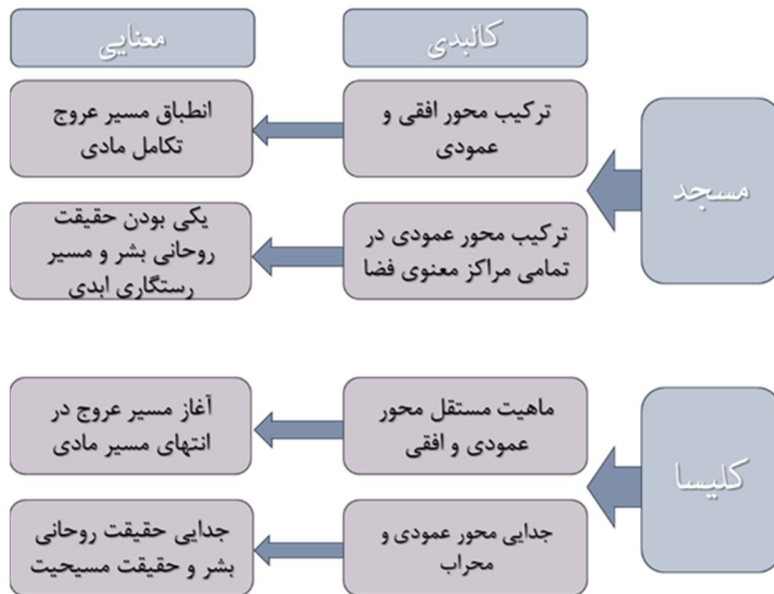 کالبدی
معنایی
مسجد
ترکیب محور افقی و
عمودی
انطباق مسیر عروج
تکامل مادی
ترکیب محور عمودی در
تمامی مراکز معنوی فضا
یکی بودن حقیقت
روحانی بشر و مسیر
رستگاری ابدی
کلیسا
ماهیت مستقل محور
عمودی و افقی
آغاز مسیر عروج در
انتهای مسیر مادی
جدایی محور عمودی و
محراب
جدایی حقیقت روحانی
بشر و حقیقت مسیحیت